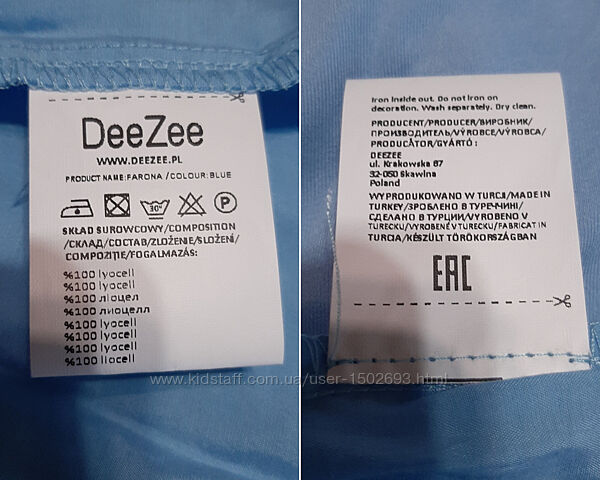 DeeZee
WWW.DEEZEE.PL
PRODUCT NAME:FARONA /COLOUR:BLUE
30°
P
SKŁAD SUROWCOWY/COMPOSITION
/СКЛАД/СОСТАВ/ZLOŽENIE/SLOŽENÍ/
COMPOZIȚIE/FOGALMAZÁS:
%100 lyocell
%100 lyocell
%100 ліоцел
%100 лиоцелл
%100 lyocell
%100 lyocell
%100 lyocell
%100 liocel
Iron inside out. Do not iron on
decoration. Wash separately. Dry clean.
PRODUCENT/PRODUCER/ВИРОБНИК/
ПРОИЗВОДИТЕЛЬ/VÝROBCE/VÝROBCA/
PRODUCĂTOR/GYÁRTÓ:
DEEZEE
ul. Krakowska 87
32-050 Skawina
Poland
WYPRODUKOWANO W TURCJI/MADE IN
TURKEY/ЗРОБЛЕНО В ТУРЕЧЧИНІ/
СДЕЛАНО В ТУРЦИИ/VYROBENO V
TURECKU/VYROBENÉ V TURECKU/FABRICAT IN
TURCIA/KÉSZÜLT TÖRÖKORSZÁGBAN
EAC
www.kidstaff.com.ua/user-1502693.html